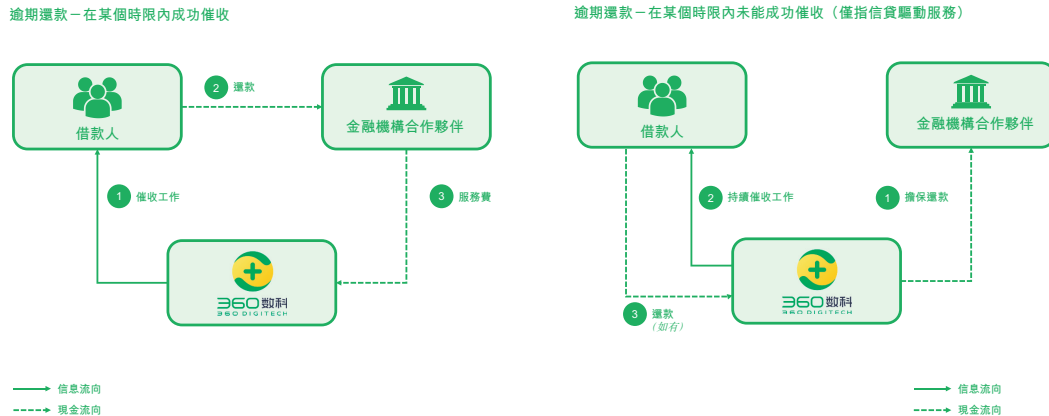 逾期還款－在某個時限內成功催收
借款人
2 還款
金融機構合作夥伴
1 催收工作
3 服務費
360数科
360 DIGITECH
信息流向
現金流向
逾期還款－在某個時限內未能成功催收（僅指信貸驅動服務）
借款人
金融機構合作夥伴
2 持續催收工作
1 擔保還款
360数科
360 DIGITECH
3 還款
(如有)
信息流向
現金流向